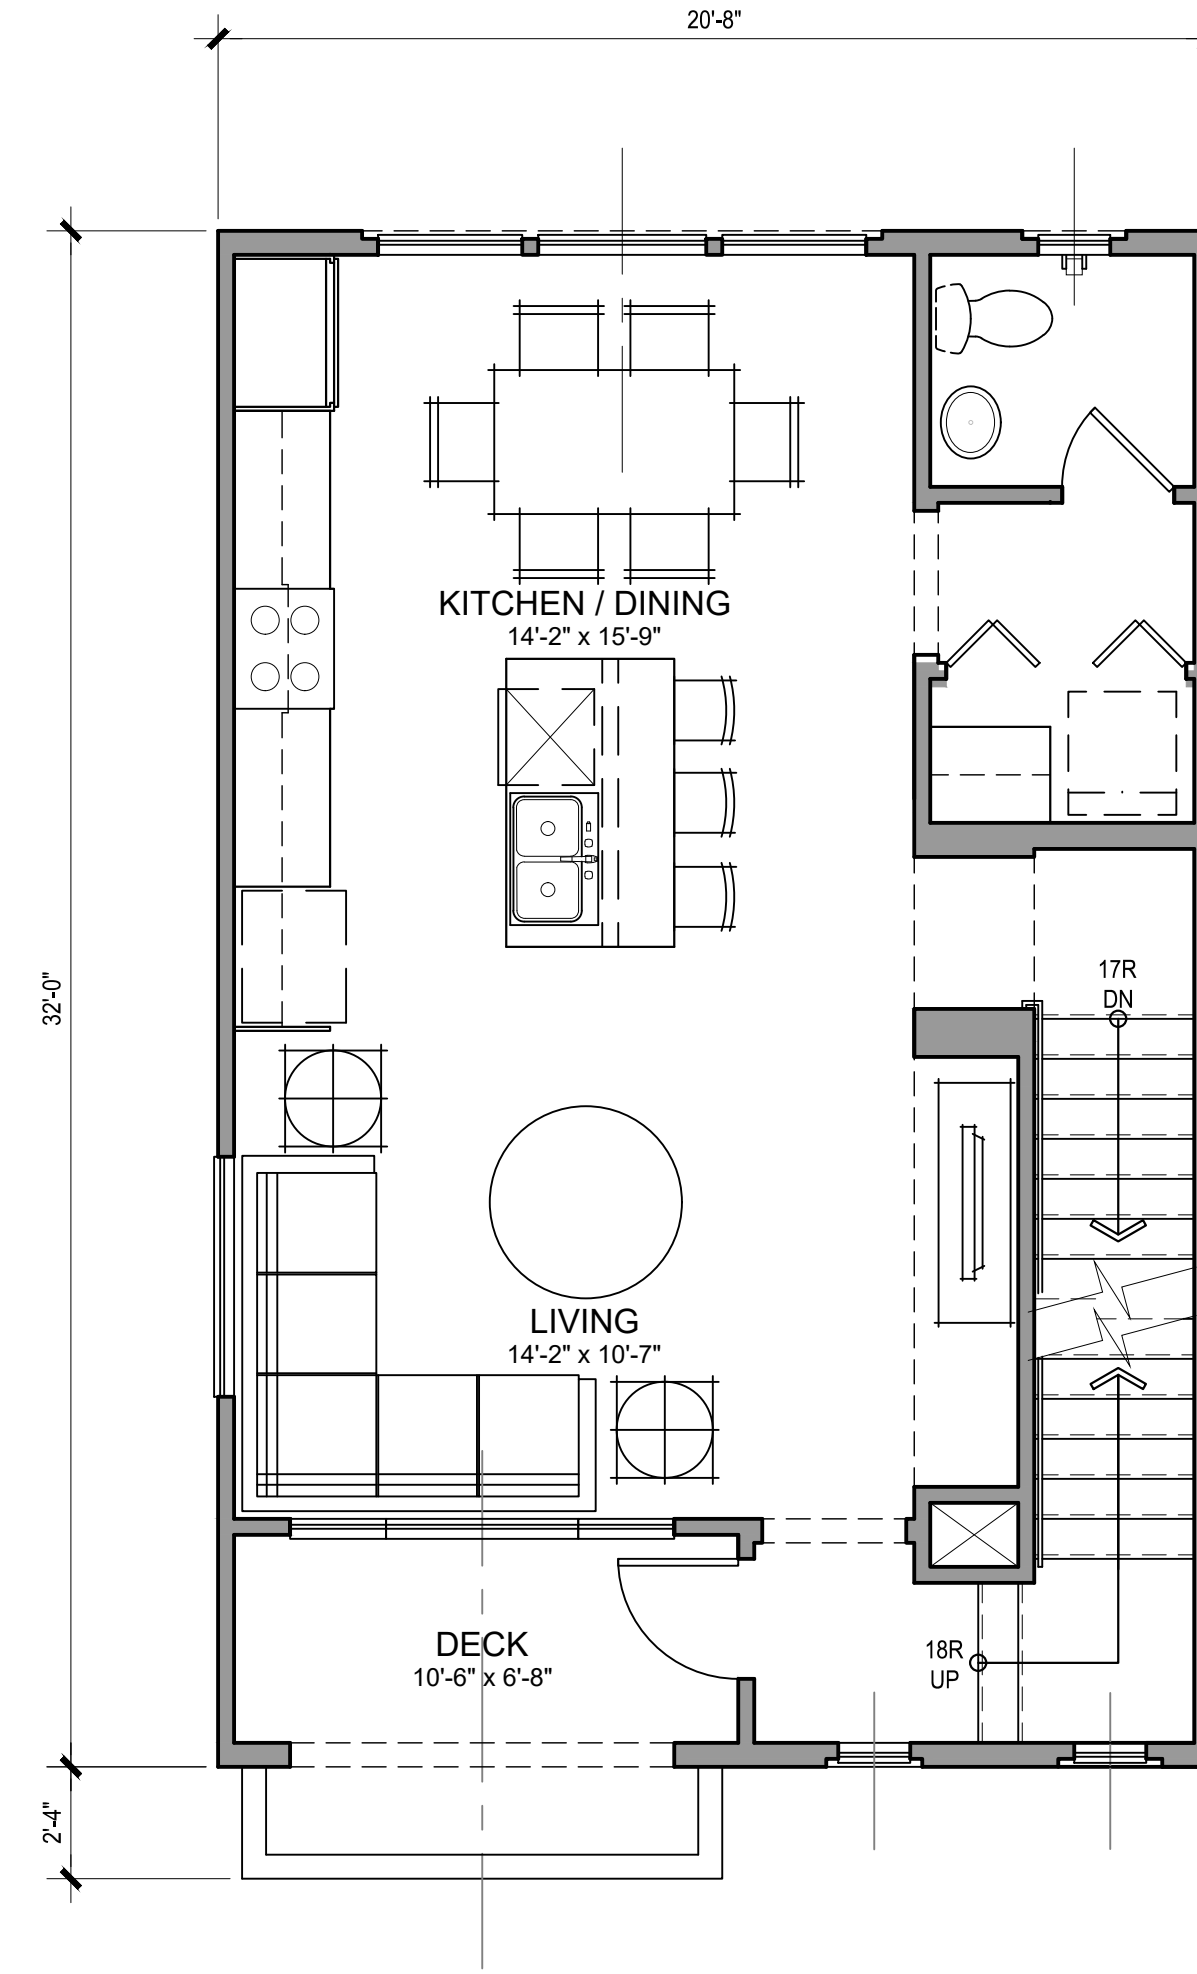 20'-8"
KITCHEN / DINING
14'-2" x 15'-9"
32'-0"
17R
DN
LIVING
14'-2" x 10'-7"
DECK
10'-6" x 6'-8"
18R
UP
2'-4"